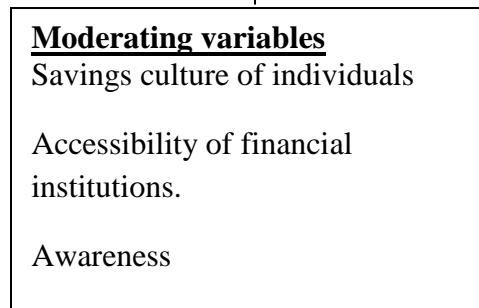 Moderating variables
Savings culture of individuals
Accessibility of financial
institutions.
Awareness